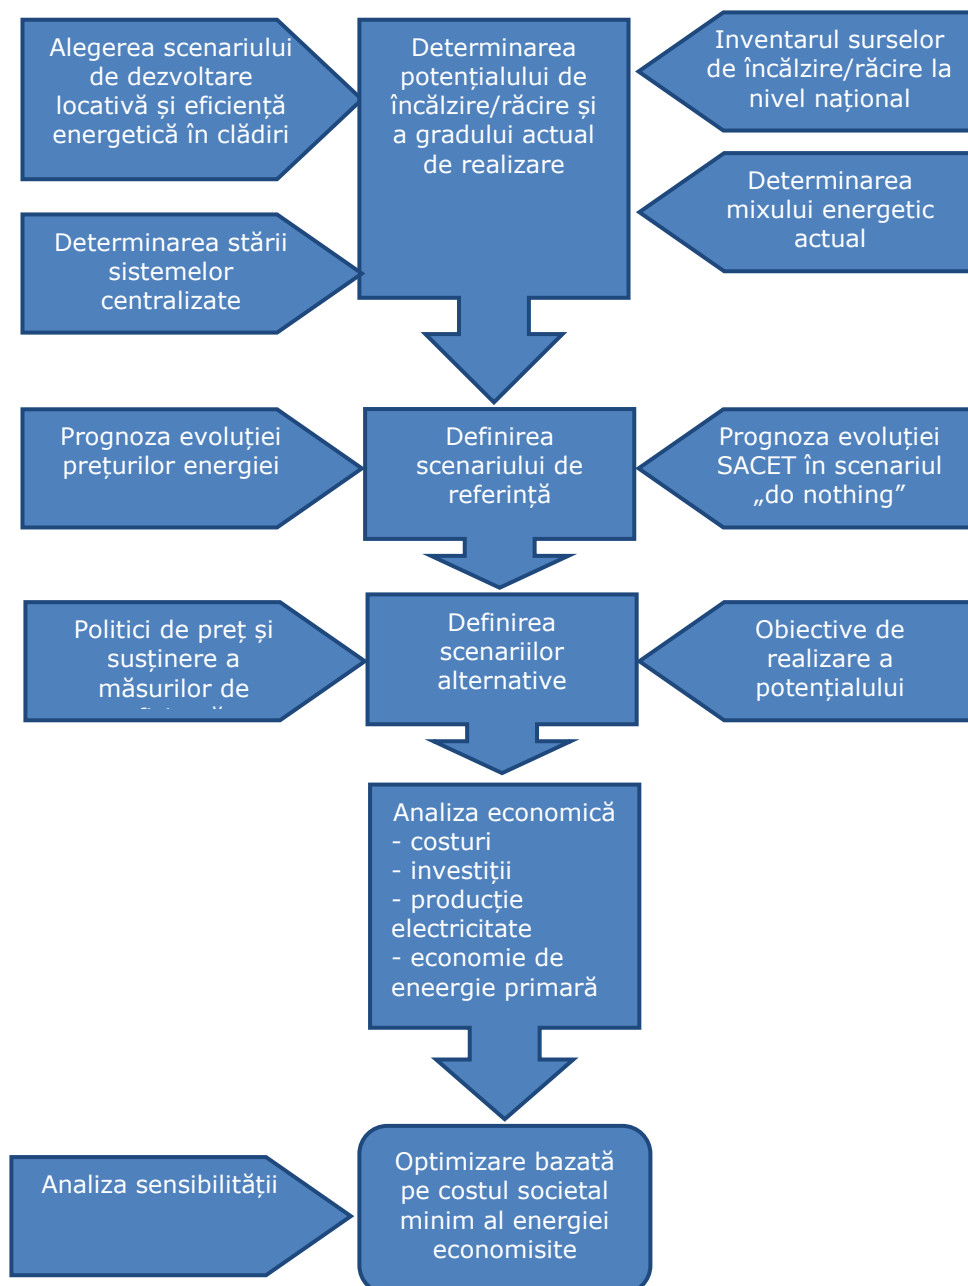 Alegerea scenariului
de dezvoltare
locativă și eficiență
energetică în clădiri
Determinarea
potențialului de
încălzire/răcire și
a gradului actual
de realizare
Inventarul surselor
de încălzire/răcire la
nivel național
Determinarea
mixului energetic
actual
Determinarea stării
sistemelor
centralizate
Prognoza evoluției
prețurilor energiei
Definirea
scenariului de
referință
Prognoza evoluției
SACET în scenariul
„do nothing”
Politici de preț și
susținere a
măsurilor de
Definirea
scenariilor
alternative
Obiective de
realizare a
potențialului
Analiza economică
- costuri
- investiții
- producție
electricitate
- economie de
eneergie primară
Analiza sensibilității
Optimizare bazată
pe costul societal
minim al energiei
economisite